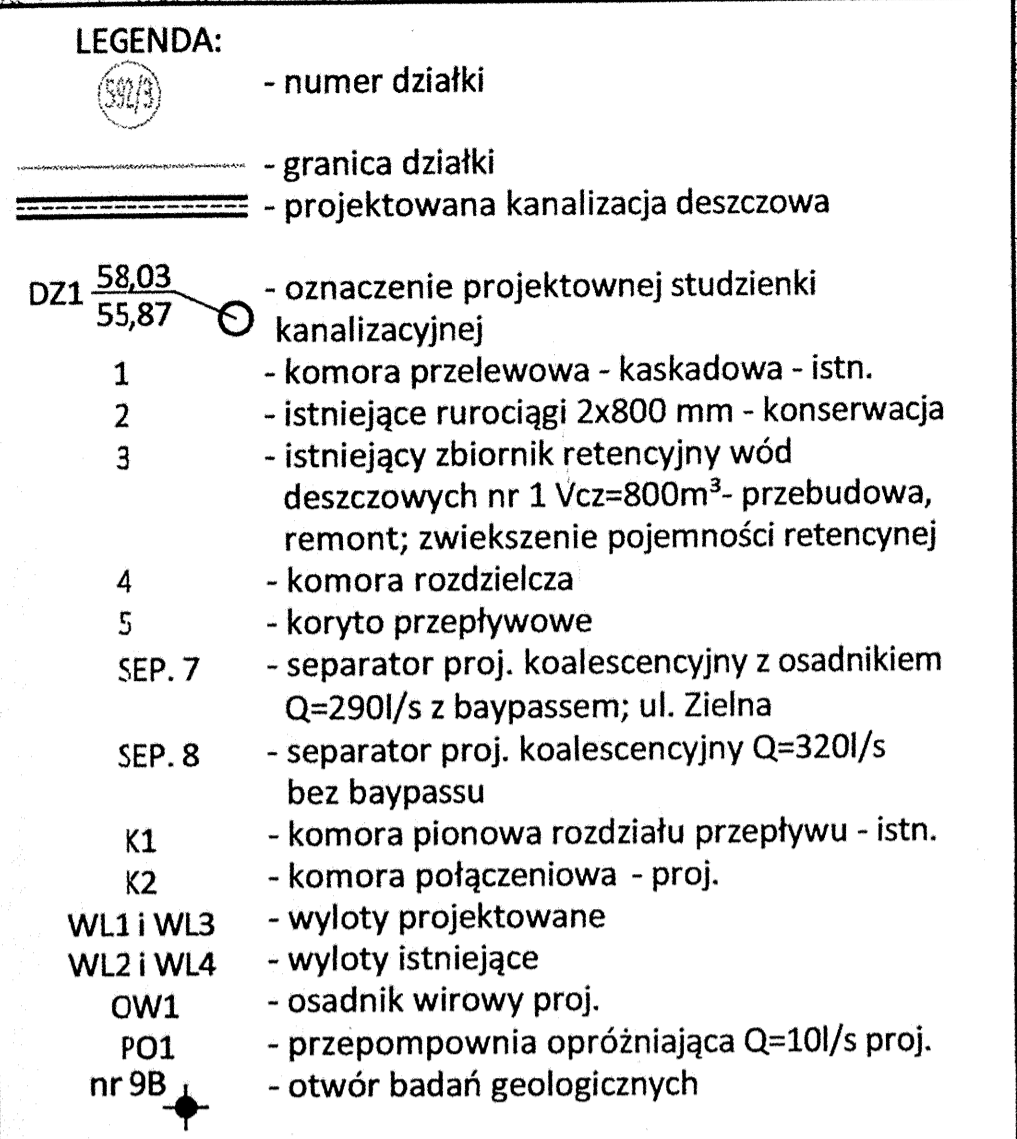 LEGENDA:
592/3 - numer działki
- granica działki
- projektowana kanalizacja deszczowa
DZ1 58,03 - oznaczenie projektownej studzienki
55,87 kanalizacyjnej
1 - komora przelewowa - kaskadowa - istn.
2 - istniejące rurociągi 2x800 mm - konserwacja
3 - istniejący zbiornik retencyjny wód
deszczowych nr 1 Vcz=800m³- przebudowa,
remont; zwiekszenie pojemności retencynej
4 - komora rozdzielcza
5 - koryto przepływowe
SEP. 7 - separator proj. koalescencyjny z osadnikiem
Q=290l/s z baypassem; ul. Zielna
SEP. 8 - separator proj. koalescencyjny Q=320l/s
bez baypassu
K1 - komora pionowa rozdziału przepływu - istn.
K2 - komora połączeniowa - proj.
WL1 i WL3 - wyloty projektowane
WL2 i WL4 - wyloty istniejące
OW1 - osadnik wirowy proj.
PO1 - przepompownia opróżniająca Q=10l/s proj.
nr 9B - otwór badań geologicznych